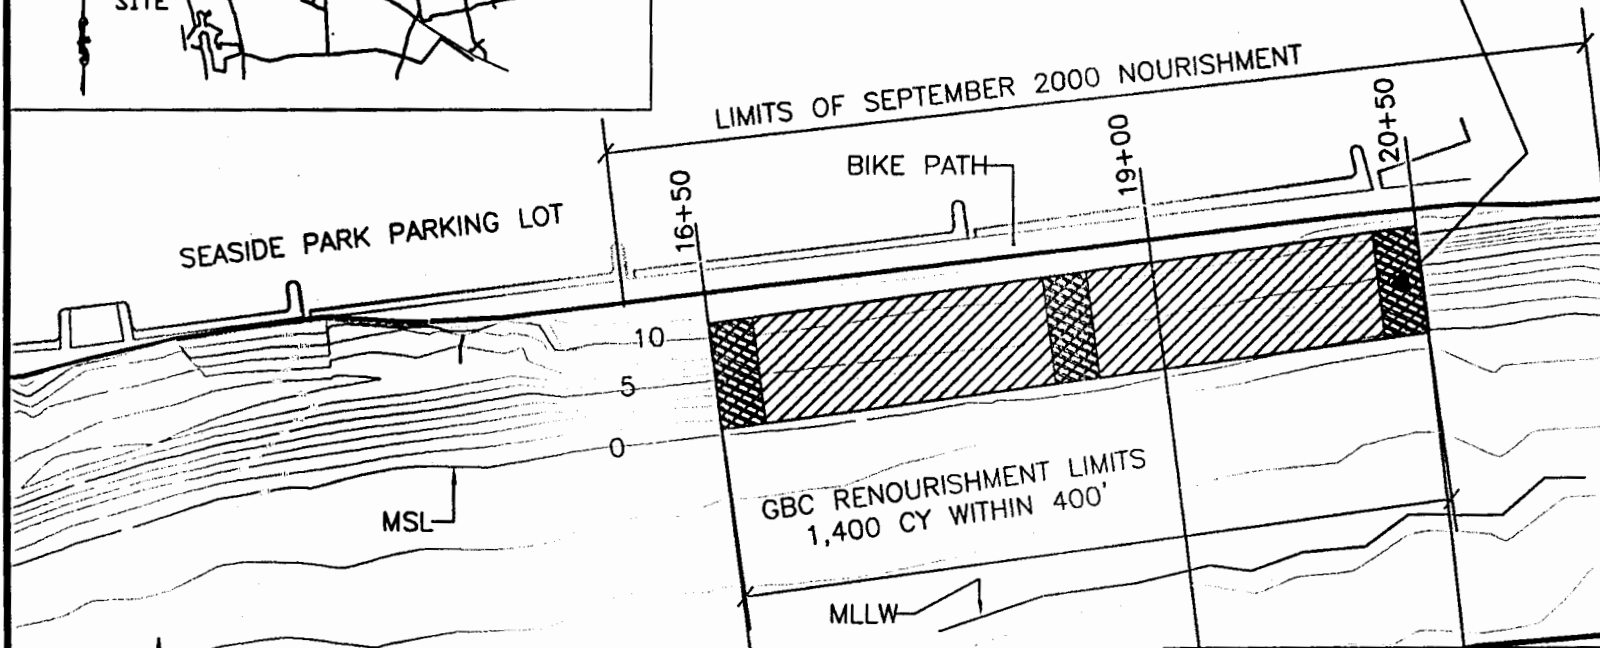 SITE
LIMITS OF SEPTEMBER 2000 NOURISHMENT
20+50
19+00
BIKE PATH
16+50
SEASIDE PARK PARKING LOT
10
5
0
GBC RENOURISHMENT LIMITS
1,400 CY WITHIN 400'
MSL
MLLW